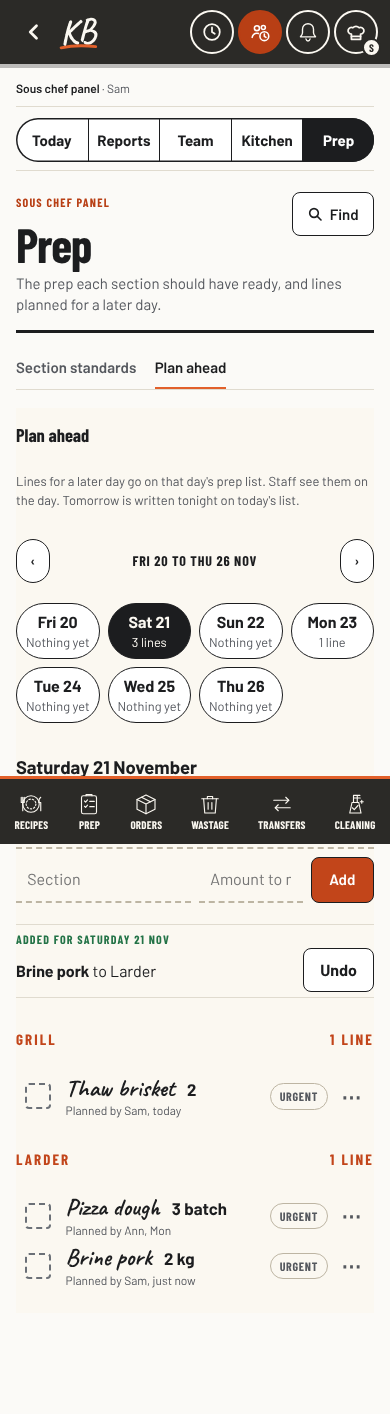 KB
S
Sous chef panel · Sam
Today Reports Team Kitchen Prep
SOUS CHEF PANEL
Find
Prep
The prep each section should have ready, and lines
planned for a later day.
Section standards Plan ahead
Plan ahead
Lines for a later day go on that day's prep list. Staff see them on
the day. Tomorrow is written tonight on today's list.
‹ FRI 20 TO THU 26 NOV ›
Fri 20 Sat 21 Sun 22 Mon 23
Nothing yet 3 lines Nothing yet 1 line
Tue 24 Wed 25 Thu 26
Nothing yet Nothing yet Nothing yet
Saturday 21 November
RECIPES PREP ORDERS WASTAGE TRANSFERS CLEANING
Section Amount to r Add
ADDED FOR SATURDAY 21 NOV
Brine pork to Larder Undo
GRILL 1 LINE
Thaw brisket 2 URGENT ...
Planned by Sam, today
LARDER 1 LINE
Pizza dough 3 batch URGENT ...
Planned by Ann, Mon
Brine pork 2 kg URGENT ...
Planned by Sam, just now